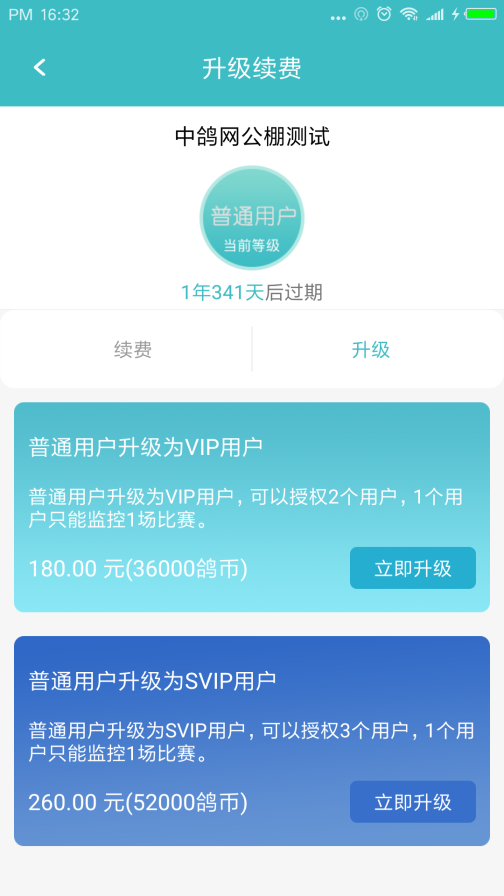 PM 16:32
升级续费
中鸽网公棚测试
普通用户
当前等级
1年341天后过期
续费
升级
普通用户升级为VIP用户
普通用户升级为VIP用户，可以授权2个用户，1个用
户只能监控1场比赛。
180.00 元(36000鸽币)
立即升级
普通用户升级为SVIP用户
普通用户升级为SVIP用户，可以授权3个用户，1个用
户只能监控1场比赛。
260.00 元(52000鸽币)
立即升级